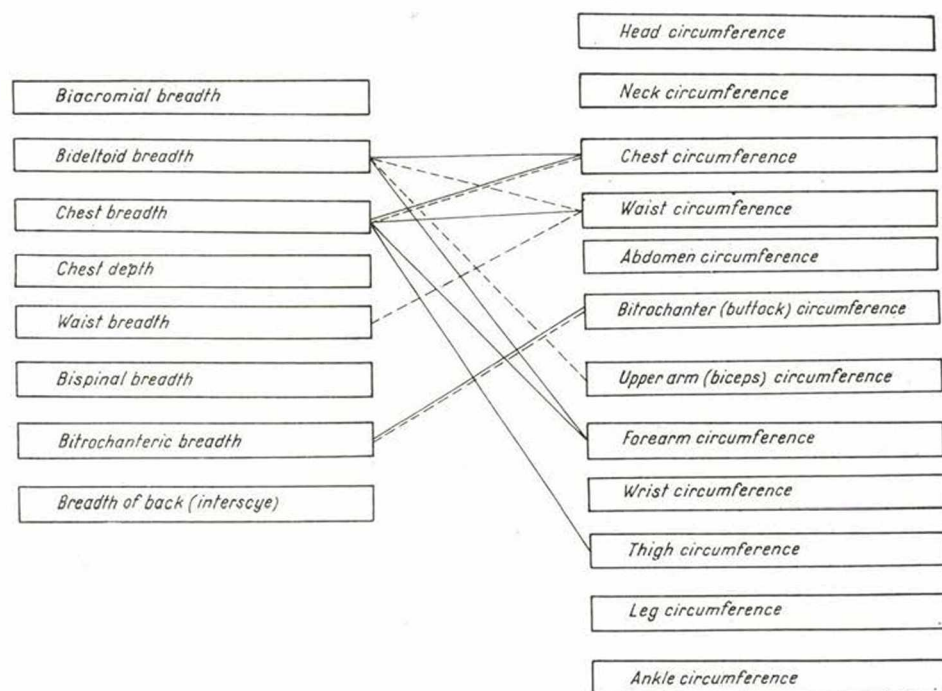 Biacromial breadth
Bideltoid breadth
Chest breadth
Chest depth
Waist breadth
Bispinal breadth
Bitrochanteric breadth
Breadth of back (interscye)
Head circumference
Neck circumference
Chest circumference
Waist circumference
Abdomen circumference
Bitrochanter (buttock) circumference
Upper arm (biceps) circumference
Forearm circumference
Wrist circumference
Thigh circumference
Leg circumference
Ankle circumference